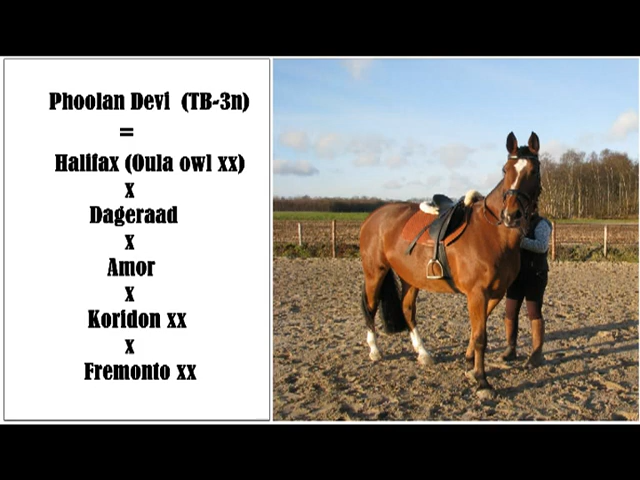 Phoolan Devi (TB-3n)
=
Halifax (Oula owl xx)
x
Dageraad
x
Amor
x
Koridon xx
x
Fremonto xx